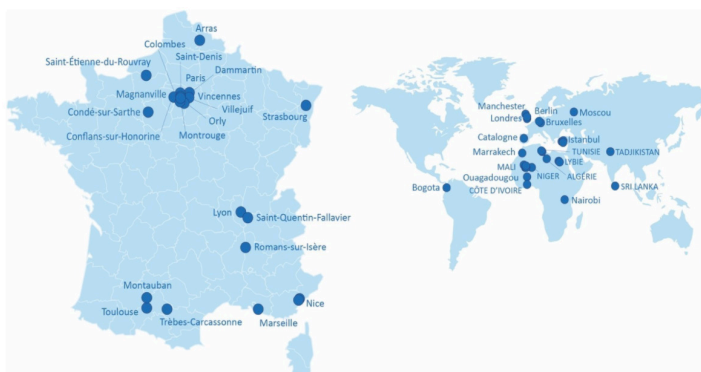 Arras
Colombes
Saint-Denis
Saint-Étienne-du-Rouvray
Dammartin
Paris
Magnanville
Vincennes
Villejuif
Condé-sur-Sarthe
Strasbourg
Orly
Conflans-sur-Honorine
Montrouge
Lyon
Saint-Quentin-Fallavier
Romans-sur-Isère
Montauban
Nice
Toulouse
Trèbes-Carcassonne
Marseille
Manchester
Berlin
Moscou
Londres
Bruxelles
Catalogne
Istanbul
Marrakech
TUNISIE
TADJIKISTAN
LYBIE
MALI
NIGER
ALGÉRIE
Ouagadougou
Bogota
CÔTE D'IVOIRE
SRI LANKA
Nairobi